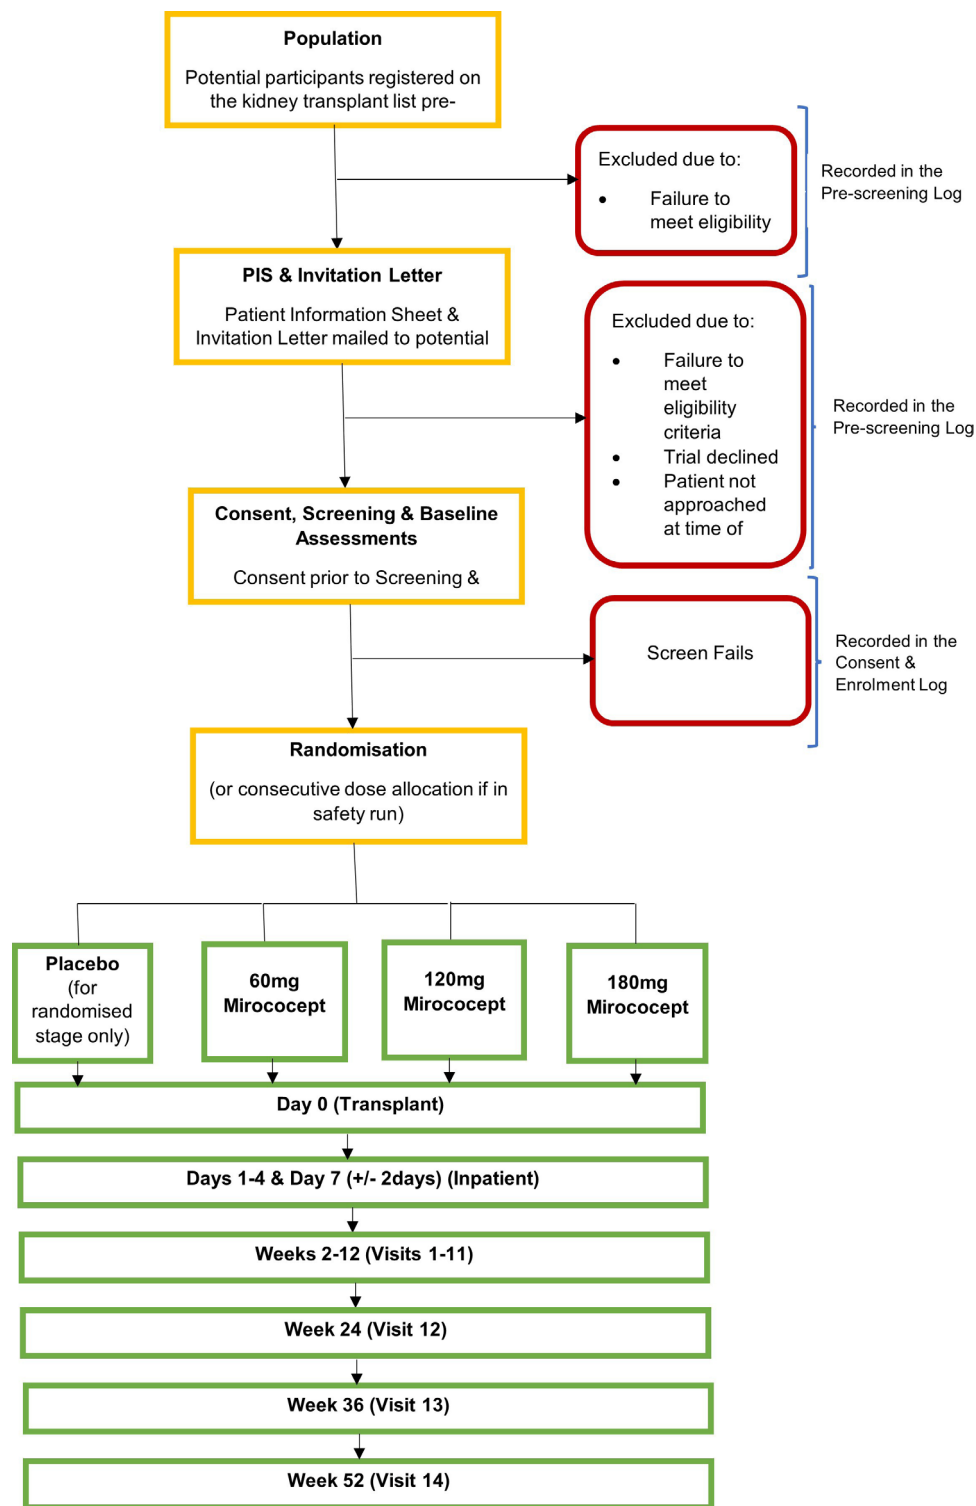 Population
Potential participants registered on
the kidney transplant list pre-
Excluded due to:
• Failure to
meet eligibility
Recorded in the
Pre-screening Log
PIS & Invitation Letter
Patient Information Sheet &
Invitation Letter mailed to potential
Excluded due to:
• Failure to
meet
eligibility
criteria
• Trial declined
• Patient not
approached
at time of
Recorded in the
Pre-screening Log
Consent, Screening & Baseline
Assessments
Consent prior to Screening &
Screen Fails
Recorded in the
Consent &
Enrolment Log
Randomisation
(or consecutive dose allocation if in
safety run)
Placebo
(for
randomised
stage only)
60mg
Mirococept
120mg
Mirococept
180mg
Mirococept
Day 0 (Transplant)
Days 1-4 & Day 7 (+/- 2days) (Inpatient)
Weeks 2-12 (Visits 1-11)
Week 24 (Visit 12)
Week 36 (Visit 13)
Week 52 (Visit 14)